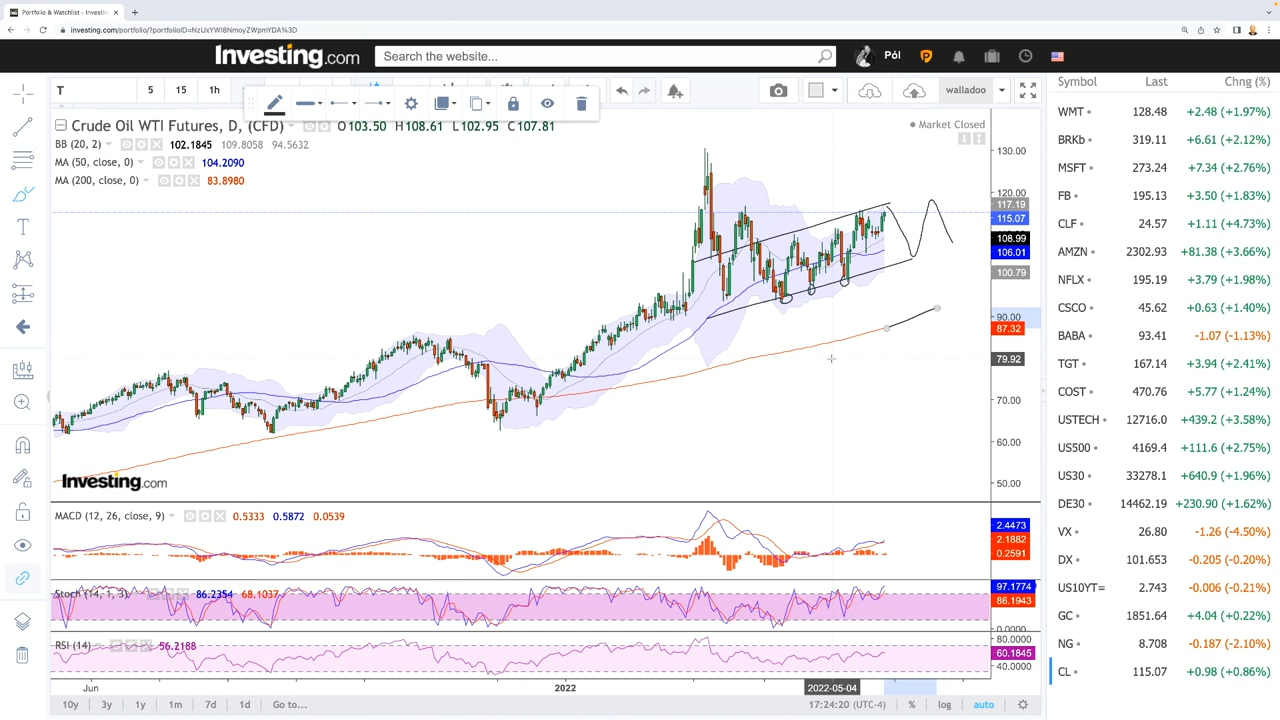 Portfolio & Watchlist - Investin
investing.com/portfolio/?portfolioID=NzUxYWI8NmoyZWpmYDA%3D
Investing.com
Search the website...
Pól
T
5
15
1h
walladoo
Crude Oil WTI Futures, D, (CFD)
O 103.50 H 108.61 L 102.95 C 107.81
Market Closed
BB (20, 2) 102.1845 109.8058 94.5632
MA (50, close, 0) 104.2090
MA (200, close, 0) 83.8980
130.00
120.00
117.19
115.07
108.99
106.01
100.79
90.00
87.32
79.92
70.00
60.00
50.00
Investing.com
MACD (12, 26, close, 9) 0.5333 0.5872 0.0539
2.4473
2.1882
0.2591
Stoch (14, 1, 3) 86.2354 68.1037
97.1774
86.1943
0.0000
RSI (14) 56.2188
80.0000
60.1845
40.0000
Jun
2022
2022-05-04
10y 3y 1y 1m 7d 1d Go to...
17:24:20 (UTC-4) % log auto
Symbol Last Chng (%)
WMT 128.48 +2.48 (+1.97%)
BRKb 319.11 +6.61 (+2.12%)
MSFT 273.24 +7.34 (+2.76%)
FB 195.13 +3.50 (+1.83%)
CLF 24.57 +1.11 (+4.73%)
AMZN 2302.93 +81.38 (+3.66%)
NFLX 195.19 +3.79 (+1.98%)
CSCO 45.62 +0.63 (+1.40%)
BABA 93.41 -1.07 (-1.13%)
TGT 167.14 +3.94 (+2.41%)
COST 470.76 +5.77 (+1.24%)
USTECH 12716.0 +439.2 (+3.58%)
US500 4169.4 +111.6 (+2.75%)
US30 33278.1 +640.9 (+1.96%)
DE30 14462.19 +230.90 (+1.62%)
VX 26.80 -1.26 (-4.50%)
DX 101.653 -0.205 (-0.20%)
US10YT= 2.743 -0.006 (-0.21%)
GC 1851.64 +4.04 (+0.22%)
NG 8.708 -0.187 (-2.10%)
CL 115.07 +0.98 (+0.86%)